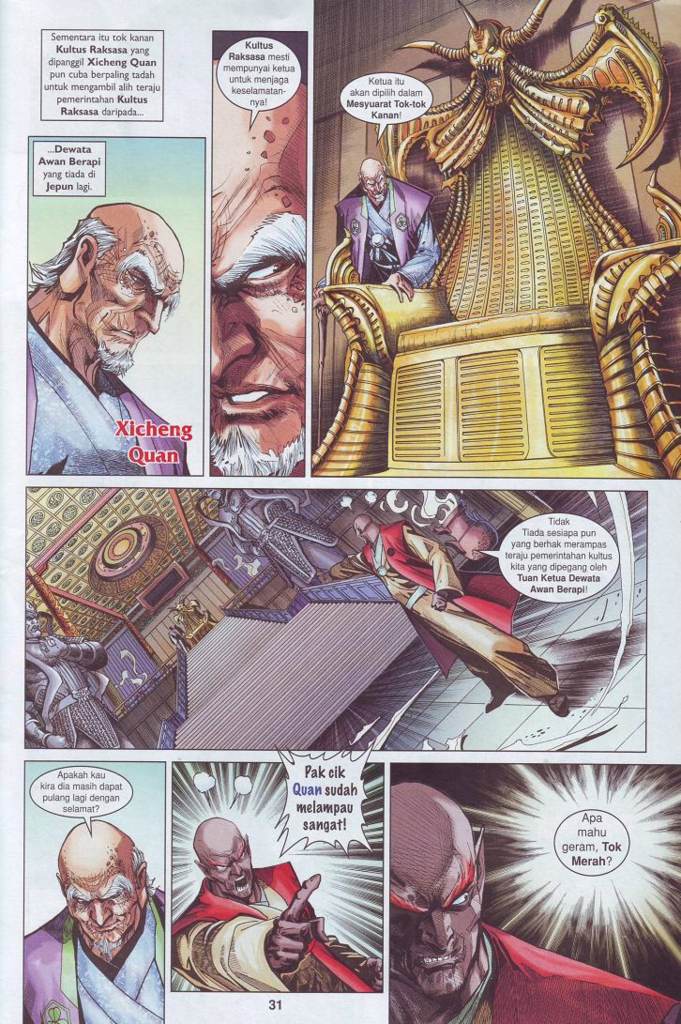 Sementara itu tok kanan
Kultus Raksasa yang
dipanggil Xicheng Quan
pun cuba berpaling tadah
untuk mengambil alih teraju
pemerintahan Kultus
Raksasa daripada...
...Dewata
Awan Berapi
yang tiada di
Jepun lagi.
Xicheng
Quan
Kultus
Raksasa mesti
mempunyai ketua
untuk menjaga
keselamatan-
nya!
Ketua itu
akan dipilih dalam
Mesyuarat Tok-tok
Kanan!
Tidak
Tiada sesiapa pun
yang berhak merampas
teraju pemerintahan kultus
kita yang dipegang oleh
Tuan Ketua Dewata
Awan Berapi!
Apakah kau
kira dia masih dapat
pulang lagi dengan
selamat?
Pak cik
Quan sudah
melampau
sangat!
Apa
mahu
geram, Tok
Merah?
31